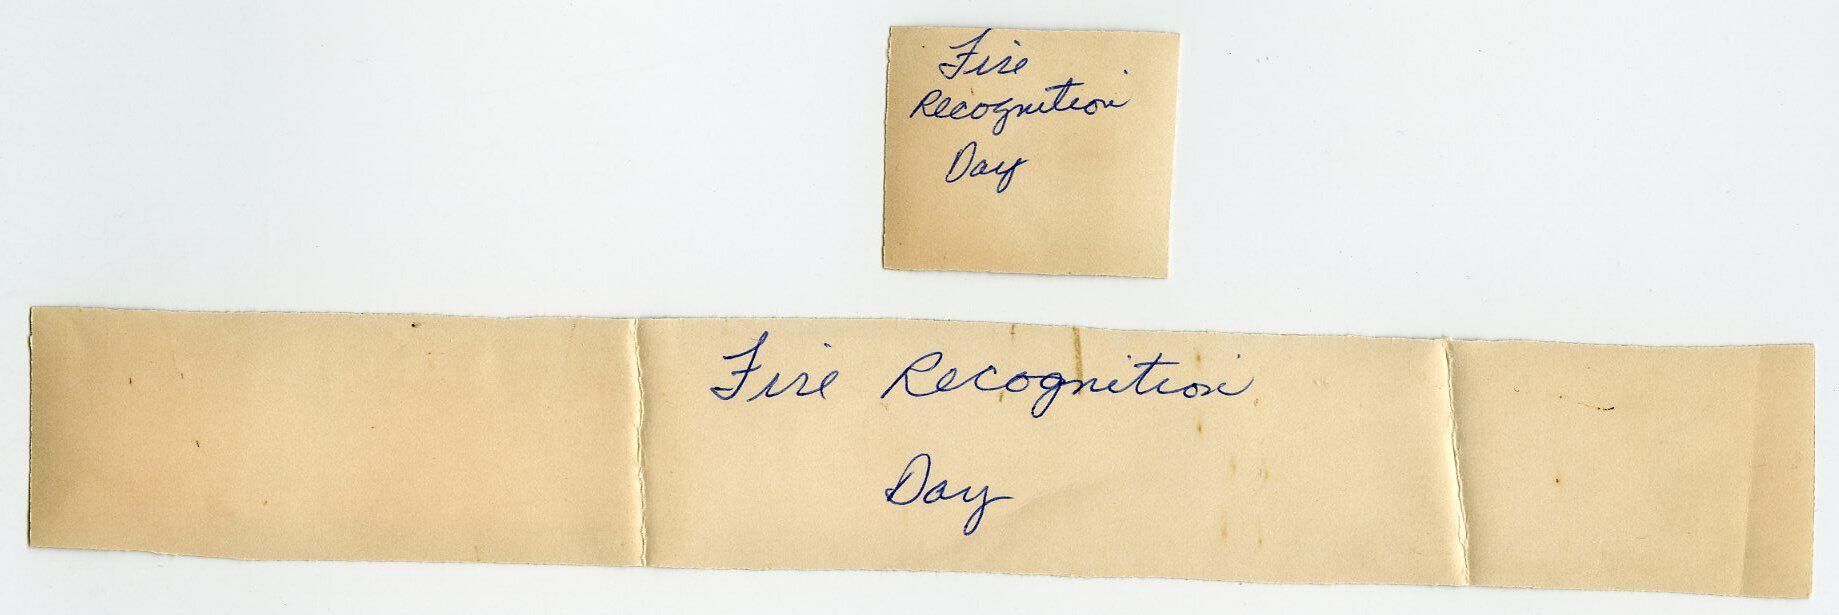 Fire
Recognition
Day
Fire Recognition
Day